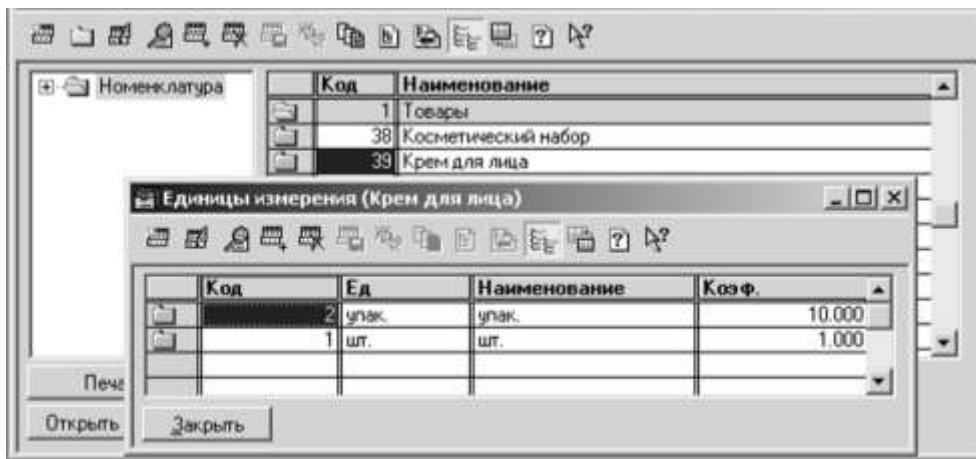 Номенклатура
Код Наименование
1 Товары
38 Косметический набор
39 Крем для лица
Единицы измерения (Крем для лица)
Код Ед Наименование Коэф.
2 упак. упак. 10.000
1 шт. шт. 1.000
Печа
Открыть
Закрыть